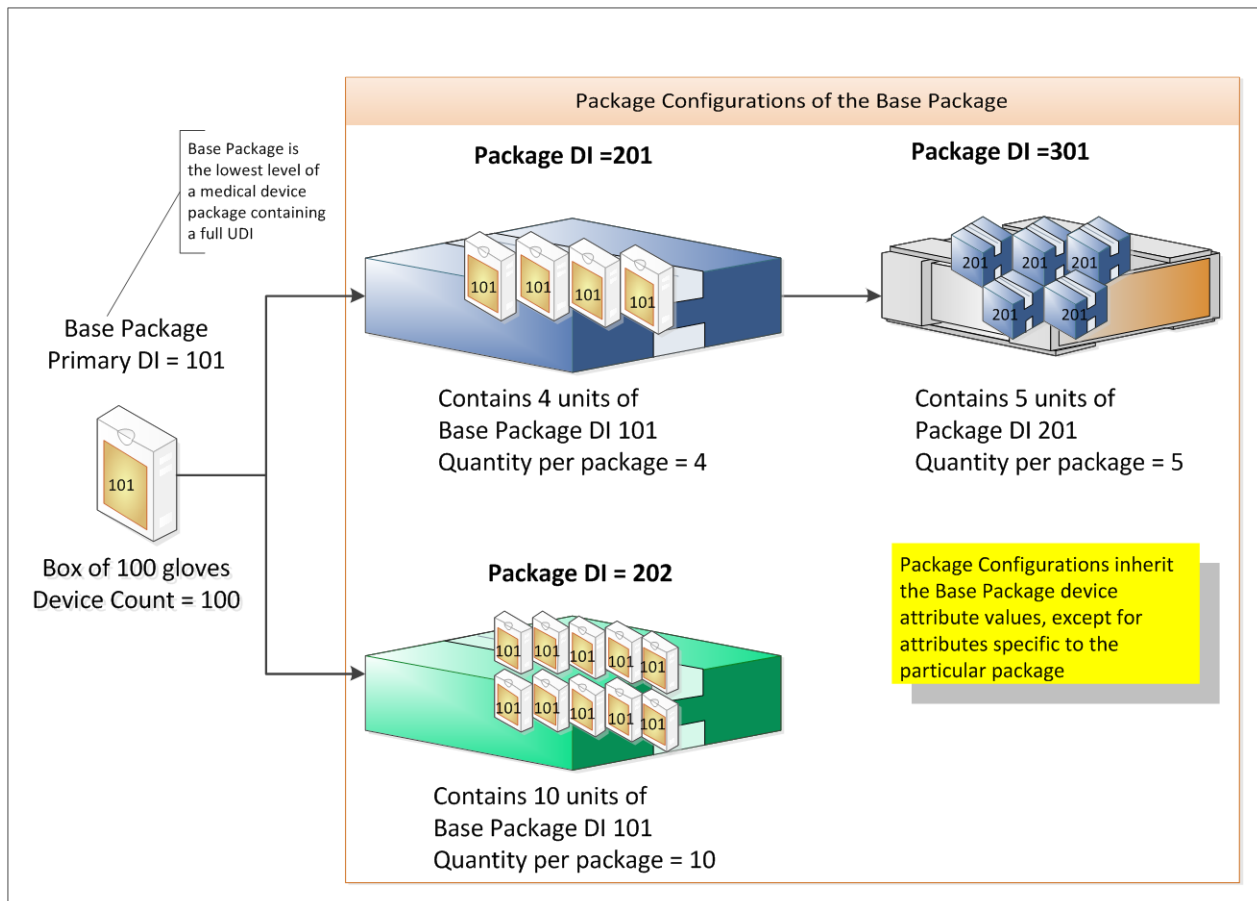 Package Configurations of the Base Package
Base Package is
the lowest level of
a medical device
package containing
a full UDI
Base Package
Primary DI = 101
101
Box of 100 gloves
Device Count = 100
Package DI =201
101
101
101
101
Contains 4 units of
Base Package DI 101
Quantity per package = 4
Package DI =301
201
201
201
201
201
Contains 5 units of
Package DI 201
Quantity per package = 5
Package DI = 202
101
101
101
101
101
101
101
101
101
101
Contains 10 units of
Base Package DI 101
Quantity per package = 10
Package Configurations inherit
the Base Package device
attribute values, except for
attributes specific to the
particular package